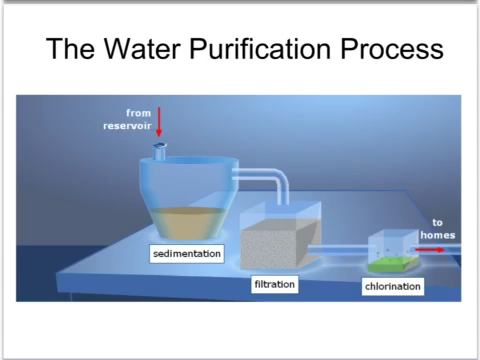 The Water Purification Process
from
reservoir
to
homes
sedimentation
filtration
chlorination